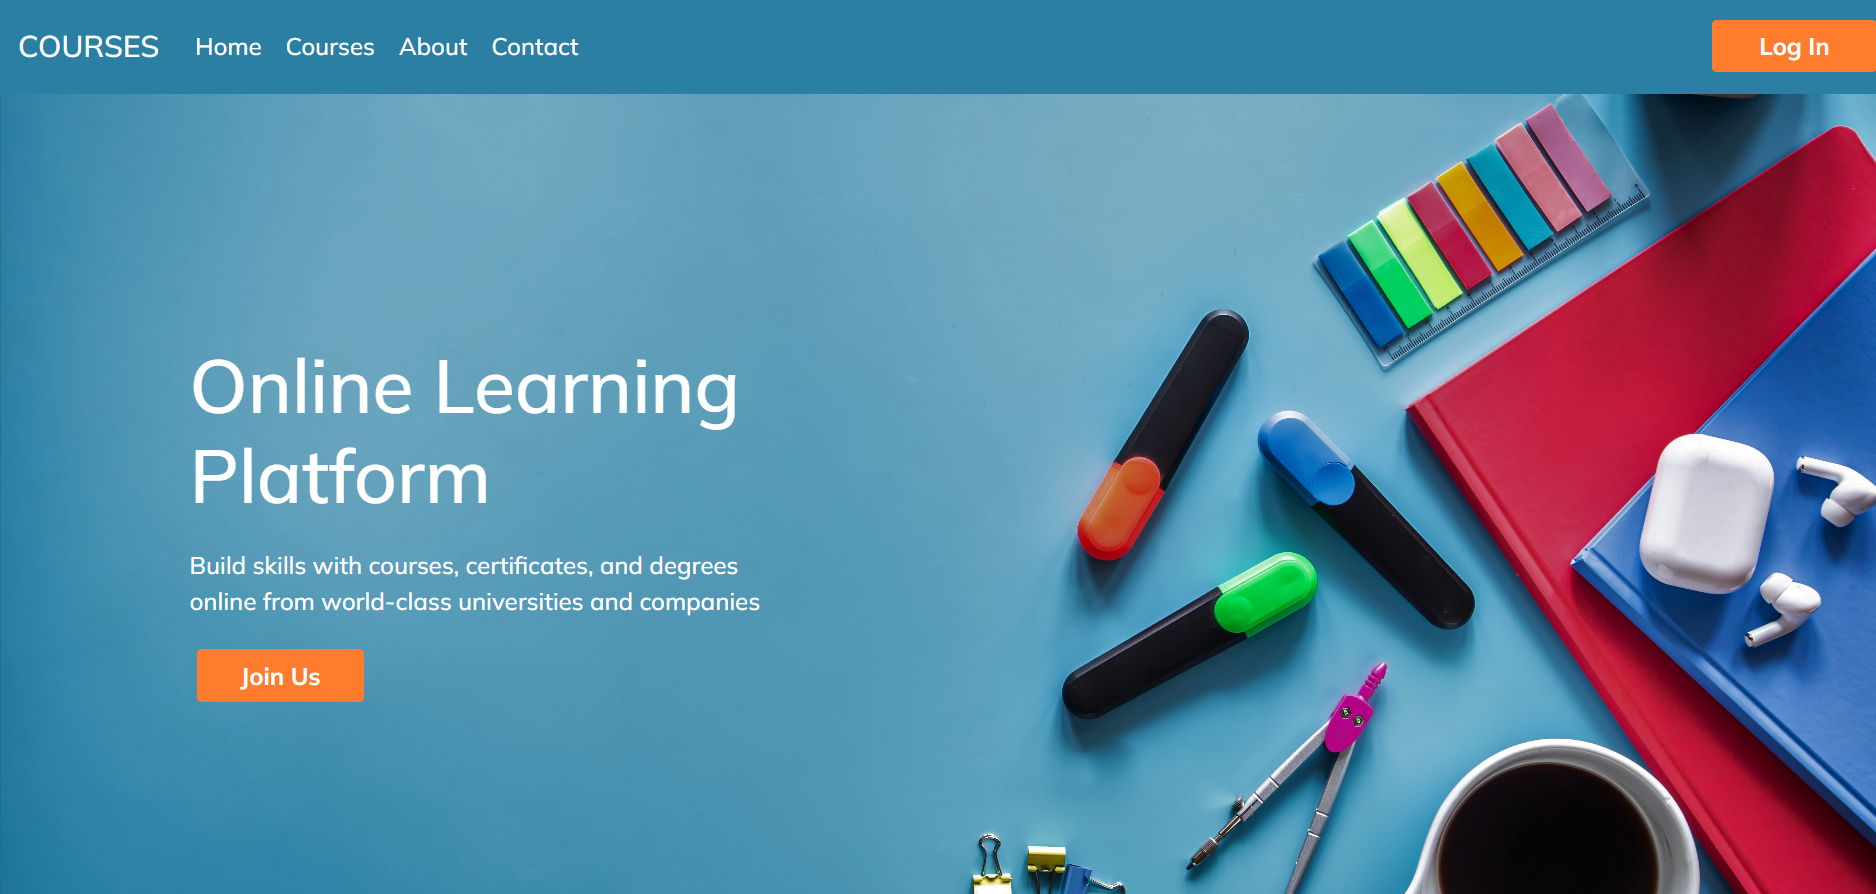 COURSES Home Courses About Contact Log In
Online Learning
Platform
Build skills with courses, certificates, and degrees
online from world-class universities and companies
Join Us